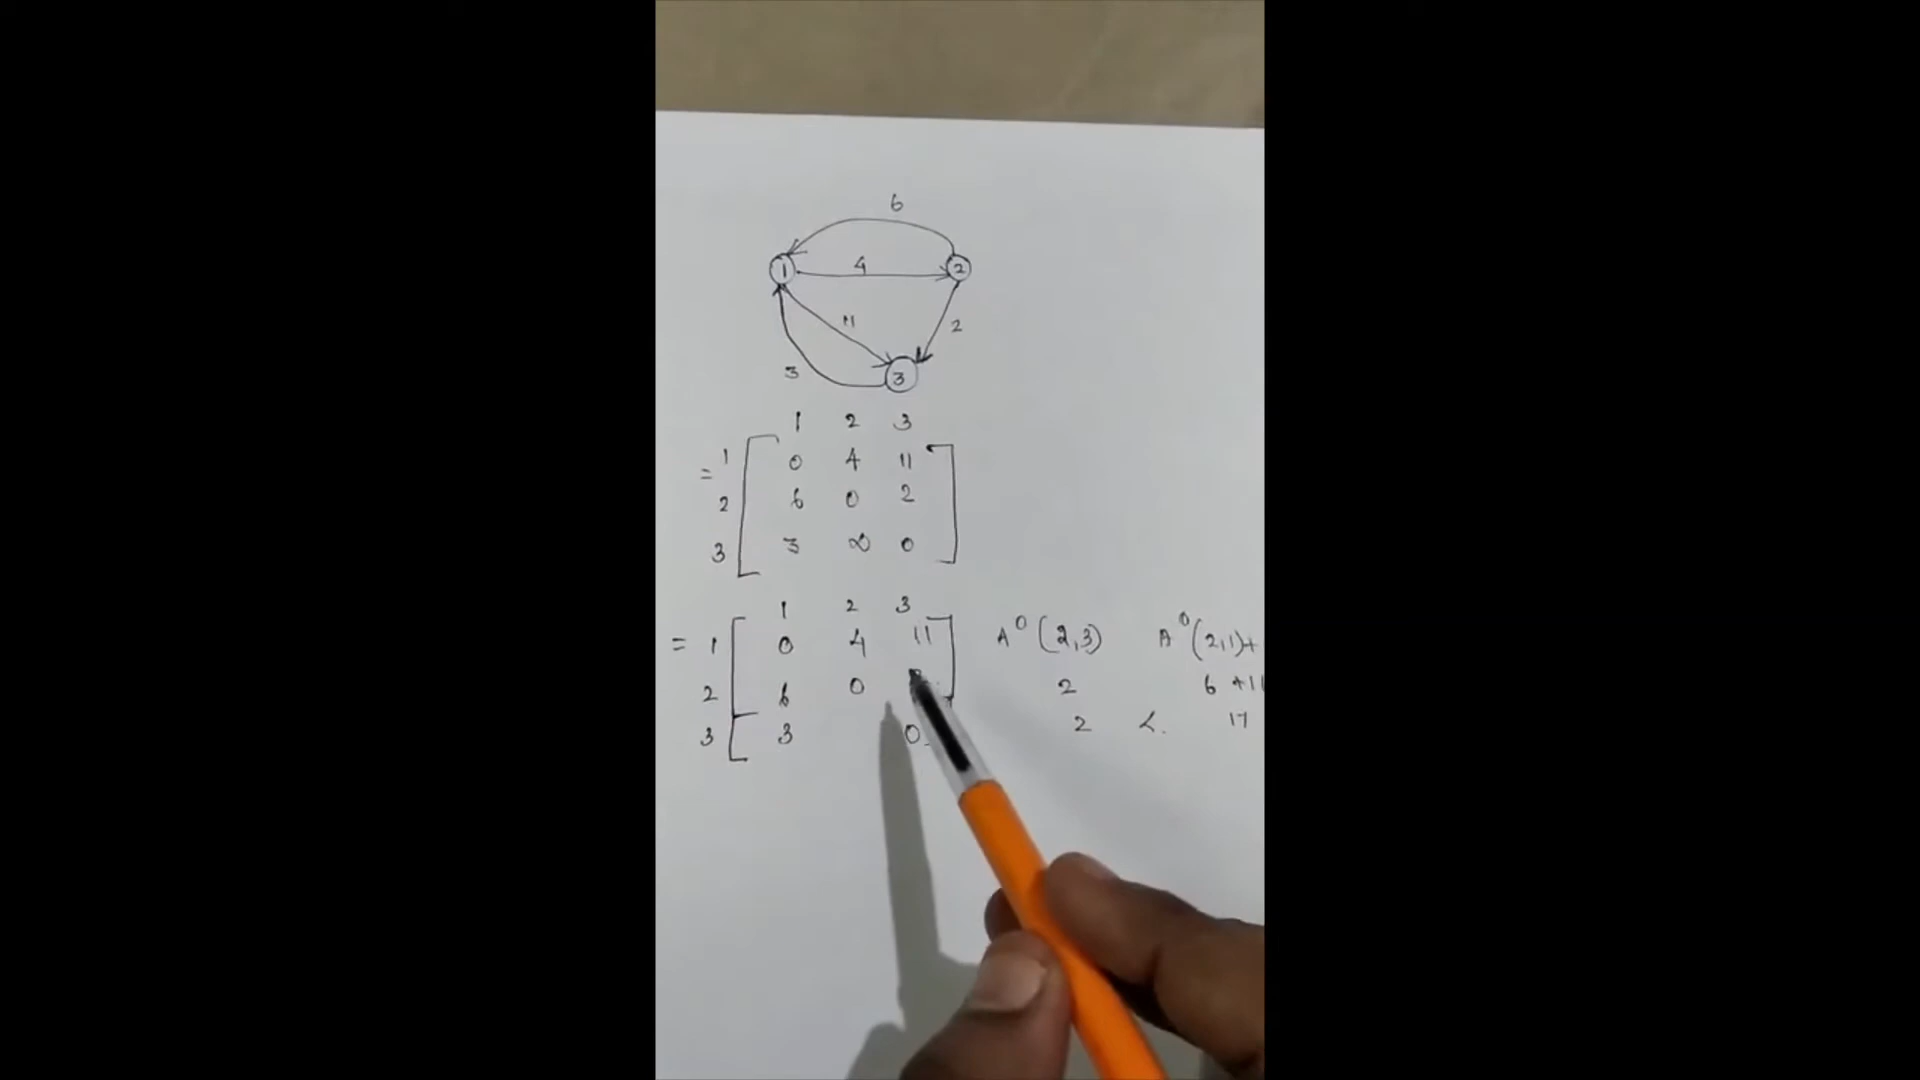 6
1 4 2
11 2
3 3
1 2 3
= 1 0 4 11
2 6 0 2
3 3 ∞ 0
1 2 3
= 1 0 4 11 A⁰(2,3) A⁰(2,1)+
2 6 0 2 6 +11
3 3 0 2 <. 17